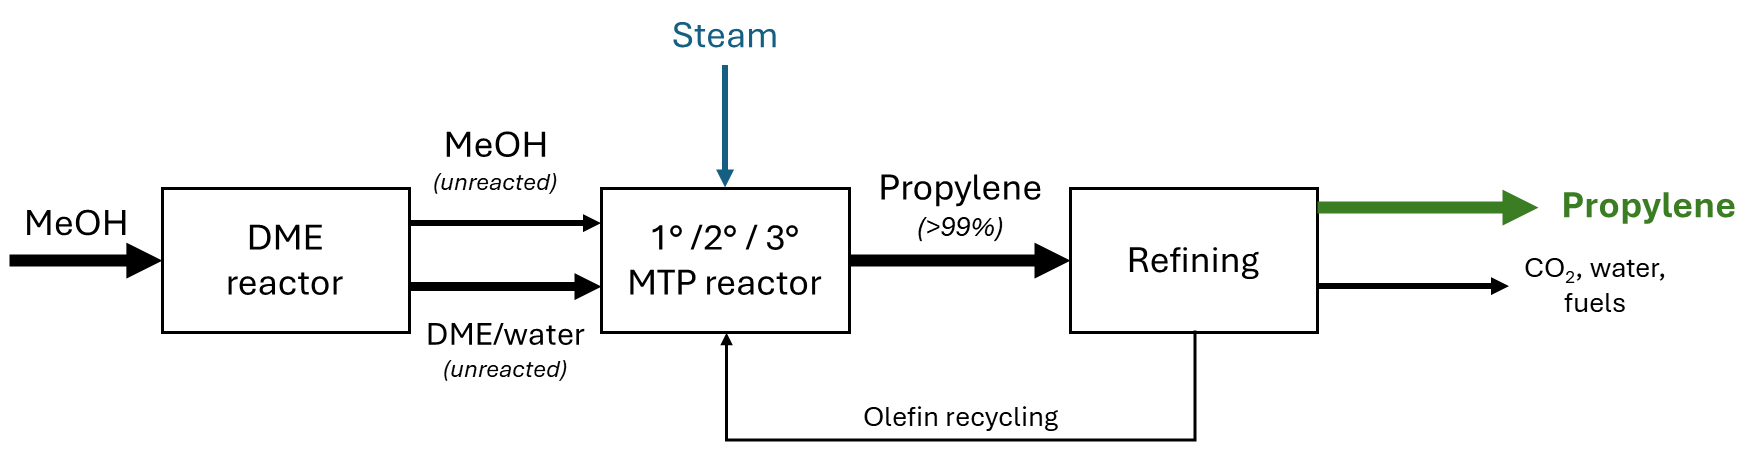 Steam
MeOH
(unreacted)
MeOH
DME
reactor
DME/water
(unreacted)
1° /2° / 3°
MTP reactor
Propylene
(>99%)
Refining
Propylene
CO₂, water,
fuels
Olefin recycling